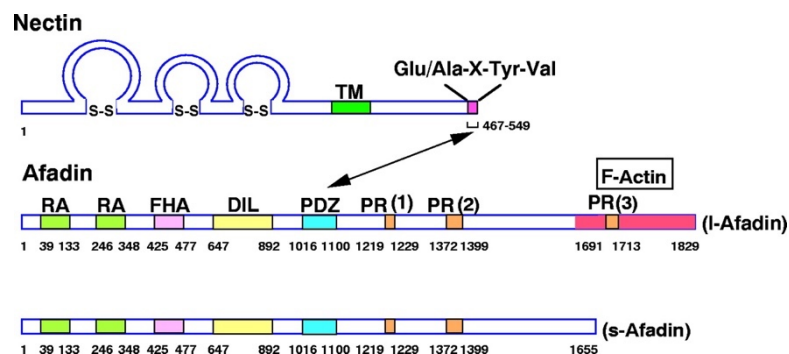 Nectin
Glu/Ala-X-Tyr-Val
TM
S-S S-S S-S
1 467-549
Afadin
F-Actin
RA RA FHA DIL PDZ PR(1) PR(2) PR(3)
(l-Afadin)
1 39 133 246 348 425 477 647 892 1016 1100 1219 1229 1372 1399 1691 1713 1829
(s-Afadin)
1 39 133 246 348 425 477 647 892 1016 1100 1219 1229 1372 1399 1655